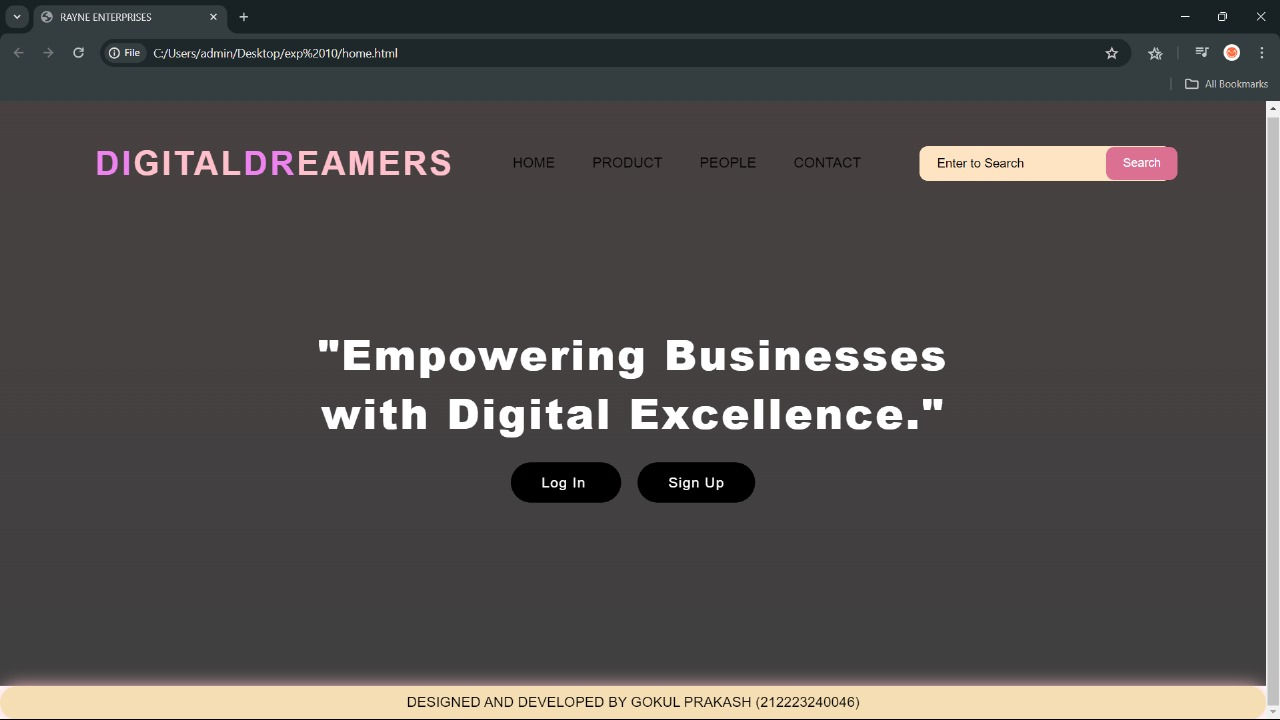 RAYNE ENTERPRISES
File C:/Users/admin/Desktop/exp%2010/home.html
All Bookmarks
DIGITALDREAMERS HOME PRODUCT PEOPLE CONTACT Enter to Search Search
"Empowering Businesses
with Digital Excellence."
Log In Sign Up
DESIGNED AND DEVELOPED BY GOKUL PRAKASH (212223240046)